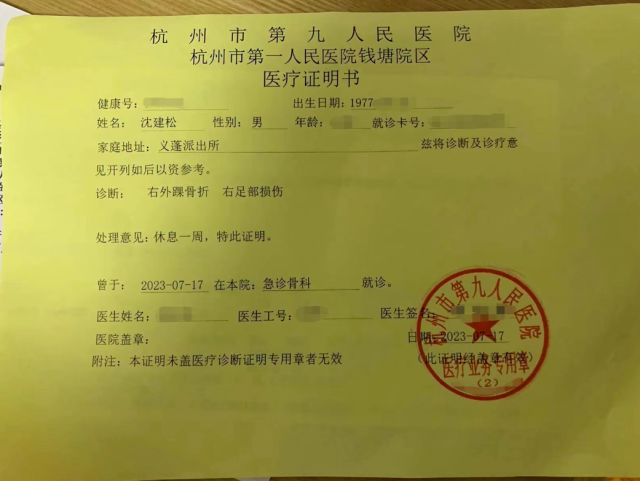 杭州市第九人民医院
杭州市第一人民医院钱塘院区
医疗证明书
健康号: 出生日期: 1977
姓名: 沈建松 性别: 男 年龄: 就诊卡号:
家庭地址: 义蓬派出所 兹将诊断及诊疗意
见开列如后以资参考。
诊断: 右外踝骨折 右足部损伤
处理意见: 休息一周，特此证明。
曾于: 2023-07-17 在本院: 急诊骨科 就诊。
医生姓名: 医生工号: 医生签名:
医院盖章: 日期: 2023-07-17
附注: 本证明未盖医疗诊断证明专用章者无效 (此证明经盖章有效)
杭州市第九人民医院
医疗业务专用章
(2)